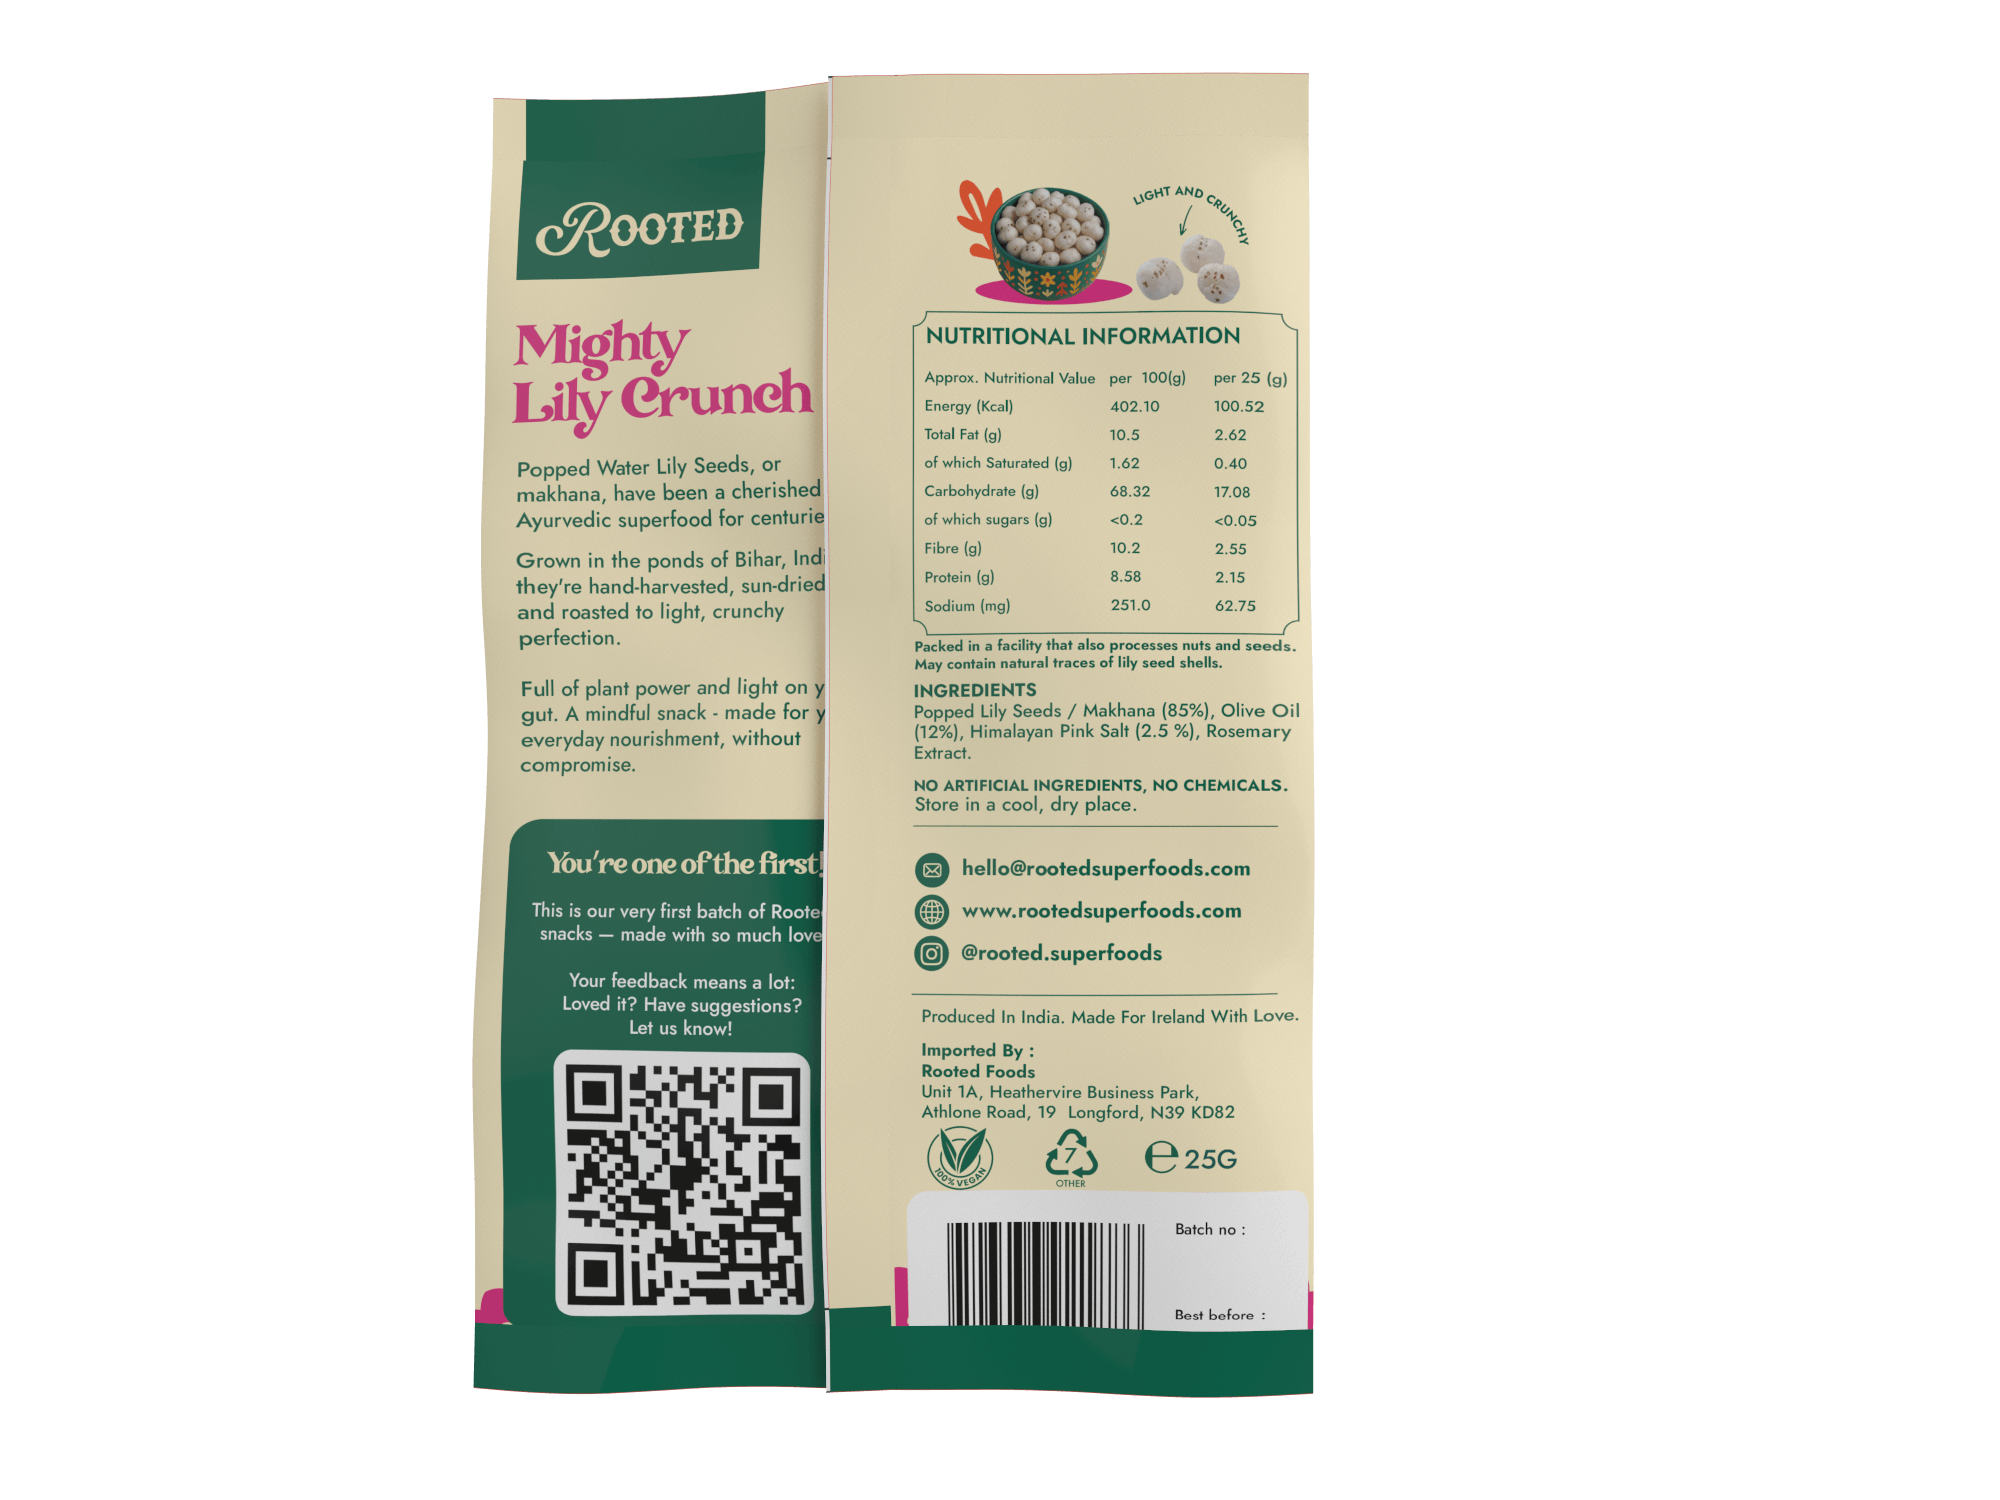 ROOTED
Mighty
Lily Crunch
Popped Water Lily Seeds, or
makhana, have been a cherished
Ayurvedic superfood for centurie
Grown in the ponds of Bihar, Indi
they're hand-harvested, sun-dried
and roasted to light, crunchy
perfection.
Full of plant power and light on y
gut. A mindful snack - made for y
everyday nourishment, without
compromise.
You're one of the first!
This is our very first batch of Roote
snacks — made with so much love
Your feedback means a lot:
Loved it? Have suggestions?
Let us know!
LIGHT AND CRUNCHY
NUTRITIONAL INFORMATION
Approx. Nutritional Value per 100(g) per 25 (g)
Energy (Kcal) 402.10 100.52
Total Fat (g) 10.5 2.62
of which Saturated (g) 1.62 0.40
Carbohydrate (g) 68.32 17.08
of which sugars (g) <0.2 <0.05
Fibre (g) 10.2 2.55
Protein (g) 8.58 2.15
Sodium (mg) 251.0 62.75
Packed in a facility that also processes nuts and seeds.
May contain natural traces of lily seed shells.
INGREDIENTS
Popped Lily Seeds / Makhana (85%), Olive Oil
(12%), Himalayan Pink Salt (2.5 %), Rosemary
Extract.
NO ARTIFICIAL INGREDIENTS, NO CHEMICALS.
Store in a cool, dry place.
hello@rootedsuperfoods.com
www.rootedsuperfoods.com
@rooted.superfoods
Produced In India. Made For Ireland With Love.
Imported By :
Rooted Foods
Unit 1A, Heathervire Business Park,
Athlone Road, 19 Longford, N39 KD82
100% VEGAN
7
OTHER
℮ 25G
Batch no :
Best before :